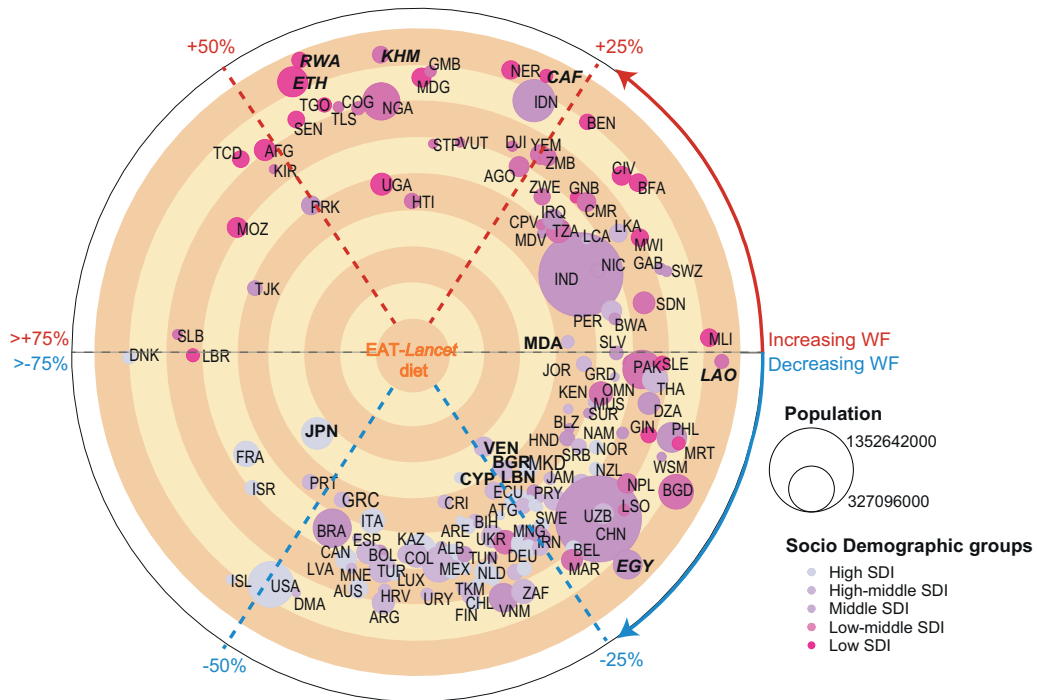 +50%
+25%
RWA
KHM
GMB
NER
CAF
ETH
MDG
IDN
TGO
COG
NGA
TLS
SEN
BEN
STP
VUT
DJI
YEM
TCD
AFG
ZMB
KIR
AGO
CIV
BFA
UGA
ZWE
GNB
HTI
PRK
IRQ
CMR
CPV
TZA
LCA
LKA
MOZ
MDV
MWI
NIC
GAB
SWZ
IND
TJK
SDN
PER
BWA
>+75%
SLB
MDA
SLV
MLI
Increasing WF
>-75%
DNK
LBR
EAT-Lancet
diet
JOR
GRD
PAK
SLE
LAO
Decreasing WF
THA
KEN
OMN
MUS
DZA
BLZ
SUR
JPN
HND
NAM
GIN
PHL
VEN
SRB
NOR
MRT
FRA
BGR
MKD
NZL
WSM
CYP
LBN
JAM
NPL
BGD
ISR
PRT
ECU
PRY
GRC
CRI
ATG
LSO
ITA
SWE
UZB
BRA
ARE
BIH
MNG
CHN
ESP
KAZ
UKR
IRN
CAN
BOL
COL
ALB
TUN
DEU
BEL
LVA
MAR
EGY
MNE
TUR
MEX
NLD
ISL
USA
AUS
LUX
TKM
DMA
HRV
URY
CHL
ZAF
ARG
FIN
VNM
-50%
-25%
Population
1352642000
327096000
Socio Demographic groups
High SDI
High-middle SDI
Middle SDI
Low-middle SDI
Low SDI